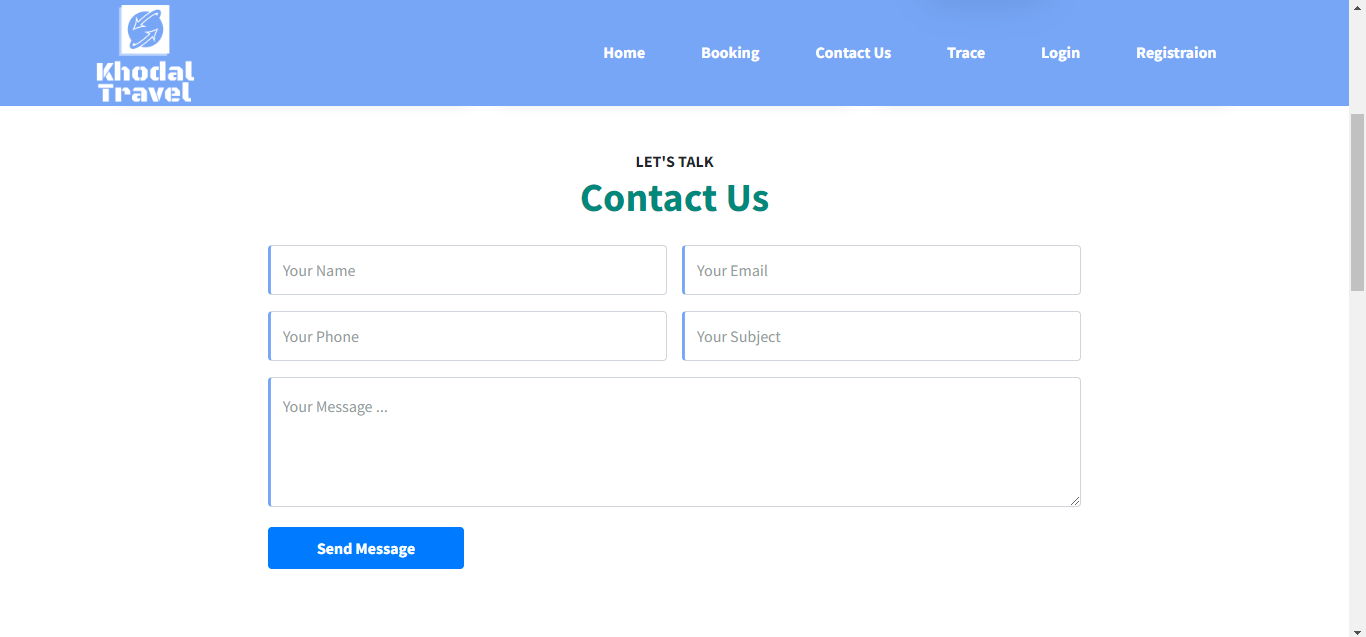 Khodal
Travel
Home Booking Contact Us Trace Login Registraion
LET'S TALK
Contact Us
Your Name Your Email
Your Phone Your Subject
Your Message ...
Send Message